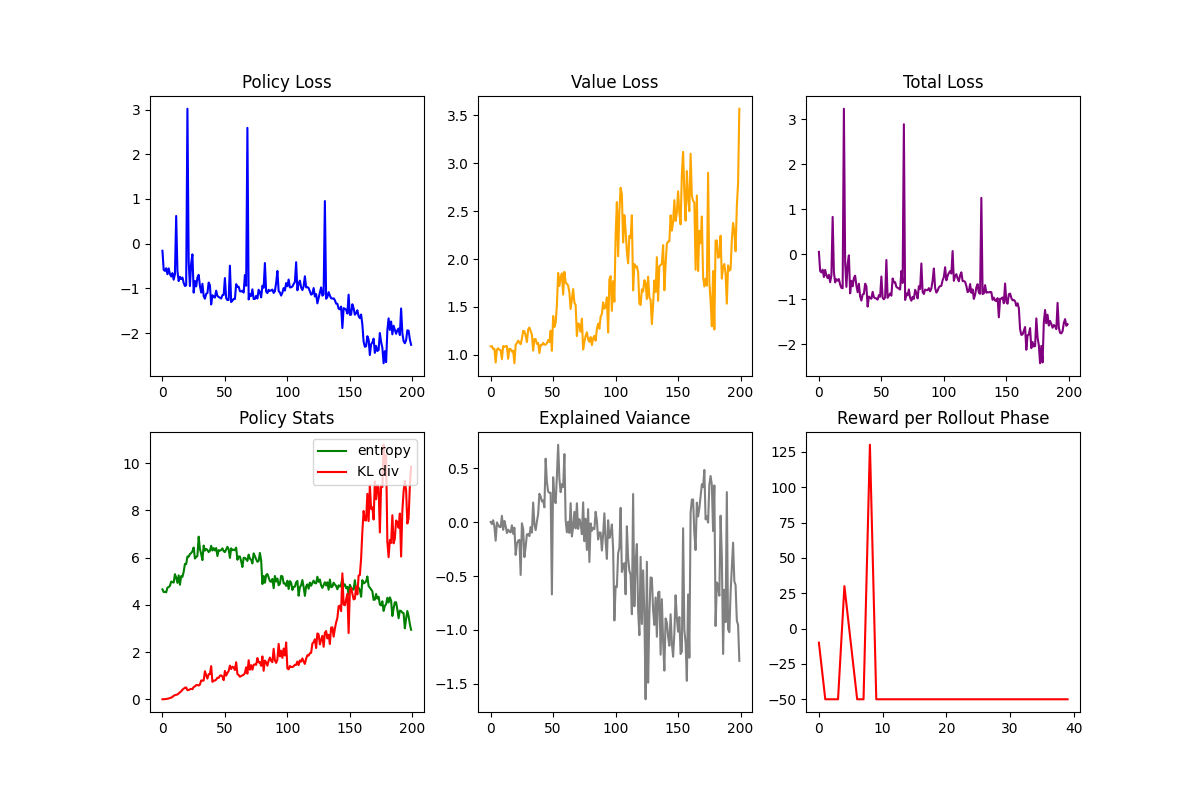 Policy Loss
3
2
1
0
−1
−2
0 50 100 150 200
Value Loss
3.5
3.0
2.5
2.0
1.5
1.0
0 50 100 150 200
Total Loss
3
2
1
0
−1
−2
0 50 100 150 200
Policy Stats
entropy
KL div
10
8
6
4
2
0
0 50 100 150 200
Explained Vaiance
0.5
0.0
−0.5
−1.0
−1.5
0 50 100 150 200
Reward per Rollout Phase
125
100
75
50
25
0
−25
−50
0 10 20 30 40